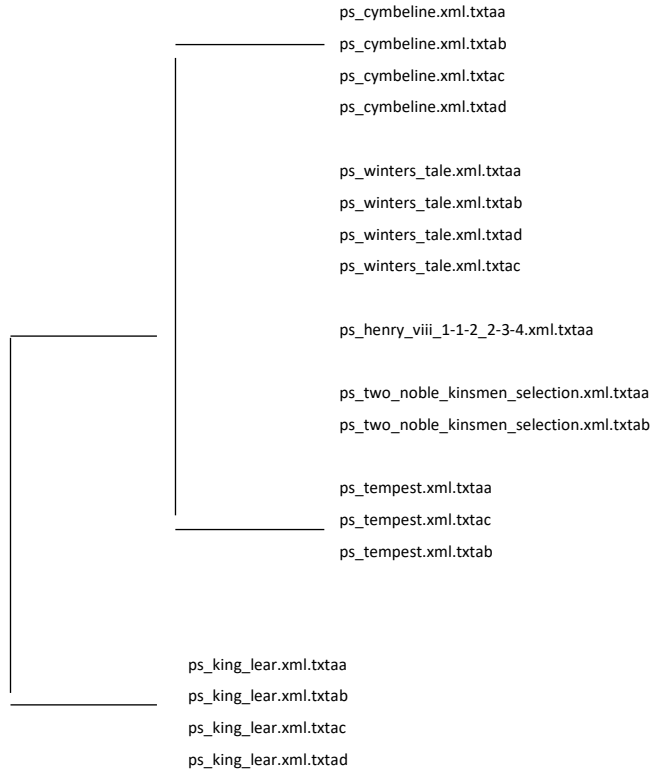 ps_cymbeline.xml.txtaa
ps_cymbeline.xml.txtab
ps_cymbeline.xml.txtac
ps_cymbeline.xml.txtad
ps_winters_tale.xml.txtaa
ps_winters_tale.xml.txtab
ps_winters_tale.xml.txtad
ps_winters_tale.xml.txtac
ps_henry_viii_1-1-2_2-3-4.xml.txtaa
ps_two_noble_kinsmen_selection.xml.txtaa
ps_two_noble_kinsmen_selection.xml.txtab
ps_tempest.xml.txtaa
ps_tempest.xml.txtac
ps_tempest.xml.txtab
ps_king_lear.xml.txtaa
ps_king_lear.xml.txtab
ps_king_lear.xml.txtac
ps_king_lear.xml.txtad